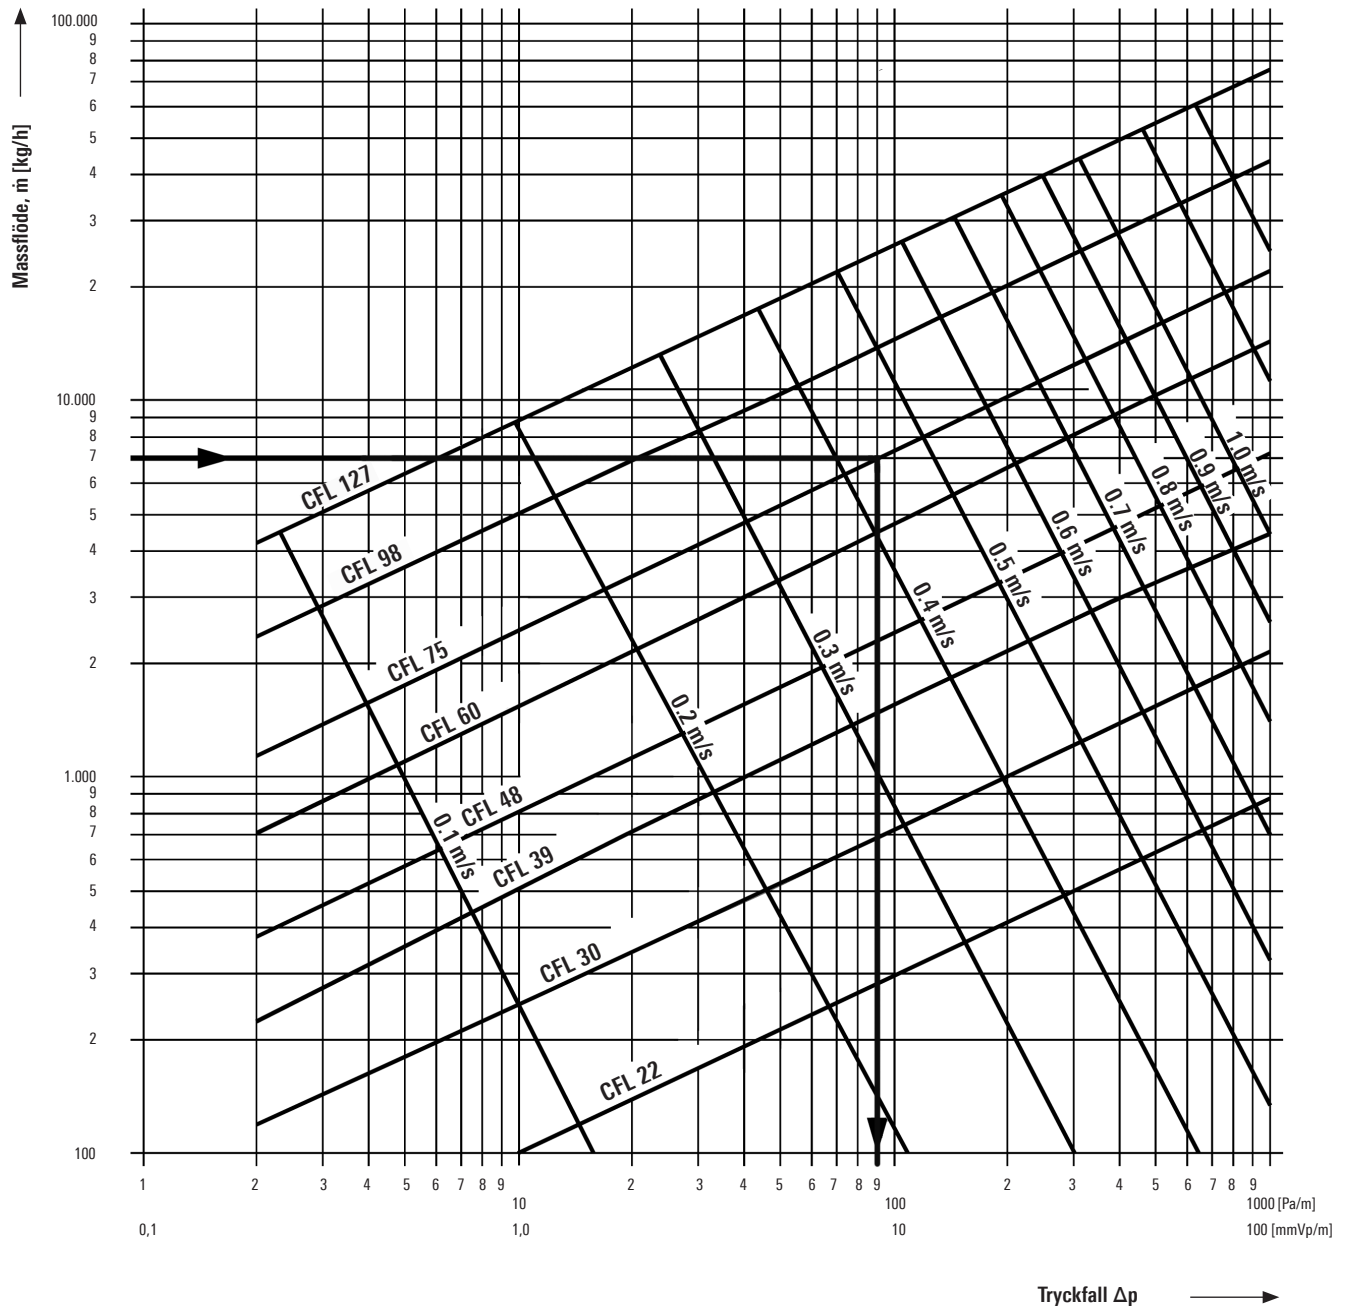 100.000
9
8
7
6
5
4
3
2
10.000
9
8
7
6
5
4
3
2
1.000
9
8
7
6
5
4
3
2
100
Massflöde, ṁ [kg/h]
CFL 127
CFL 98
CFL 75
CFL 60
CFL 48
CFL 39
CFL 30
CFL 22
0.1 m/s
0.2 m/s
0.3 m/s
0.4 m/s
0.5 m/s
0.6 m/s
0.7 m/s
0.8 m/s
0.9 m/s
1.0 m/s
1 2 3 4 5 6 7 8 9 2 3 4 5 6 7 8 9 2 3 4 5 6 7 8 9
10 100 1000 [Pa/m]
0,1 1,0 10 100 [mmVp/m]
Tryckfall Δp